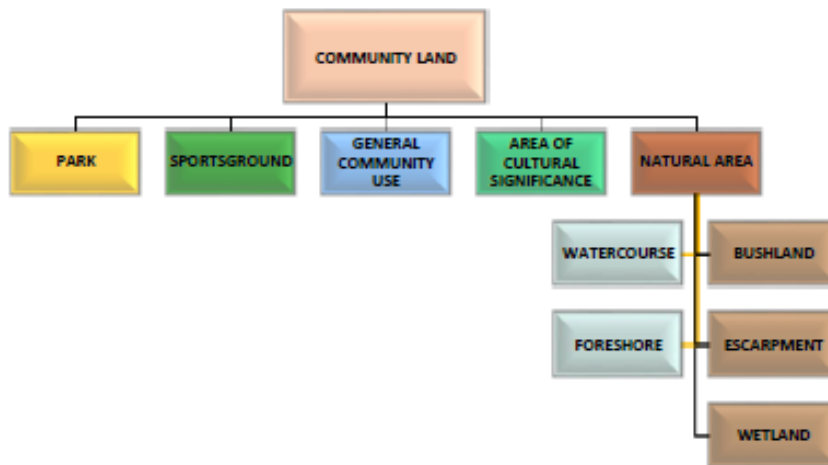 COMMUNITY LAND
PARK
SPORTSGROUND
GENERAL
COMMUNITY
USE
AREA OF
CULTURAL
SIGNIFICANCE
NATURAL AREA
WATERCOURSE
BUSHLAND
FORESHORE
ESCARPMENT
WETLAND